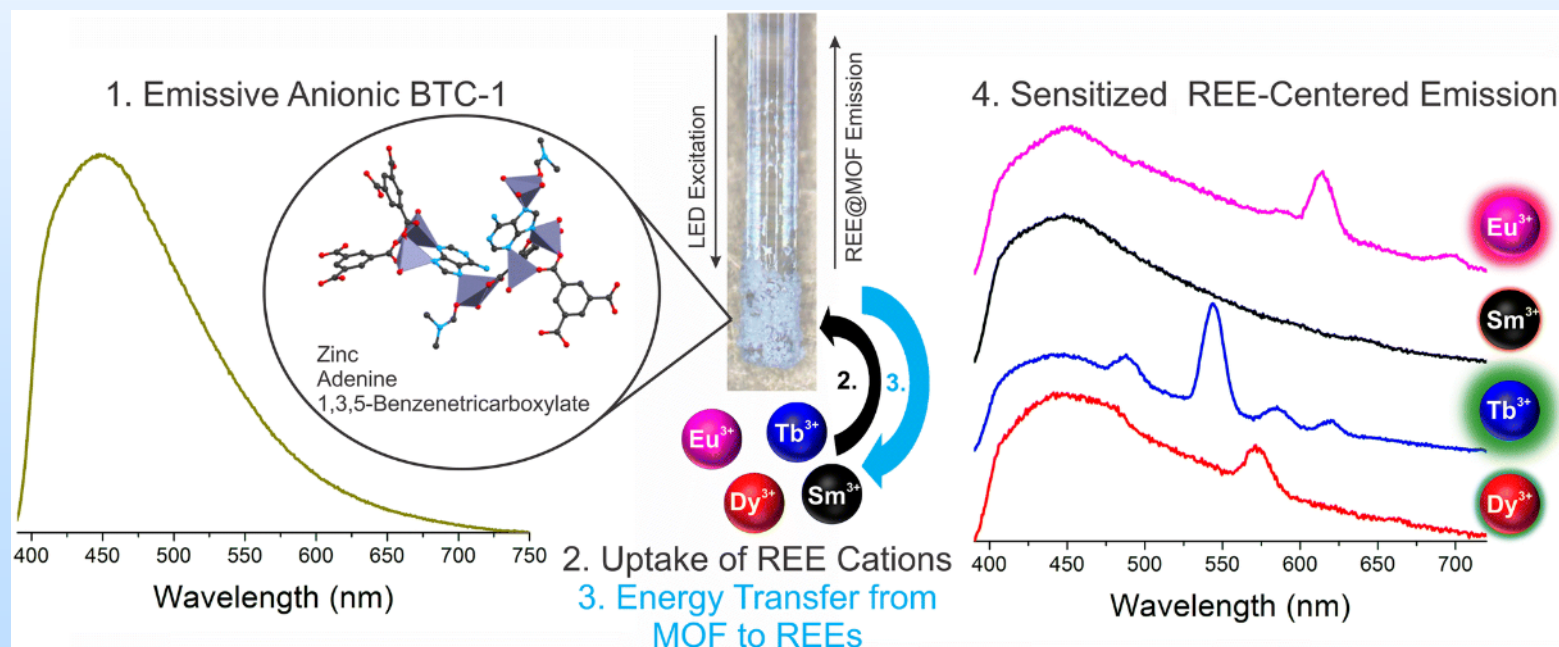 1. Emissive Anionic BTC-1
Zinc
Adenine
1,3,5-Benzenetricarboxylate
400
450
500
550
600
650
700
750
Wavelength (nm)
LED Excitation
REE@MOF Emission
2.
3.
Eu³⁺
Tb³⁺
Dy³⁺
Sm³⁺
2. Uptake of REE Cations
3. Energy Transfer from
MOF to REEs
4. Sensitized REE-Centered Emission
Eu³⁺
Sm³⁺
Tb³⁺
Dy³⁺
400
450
500
550
600
650
700
Wavelength (nm)